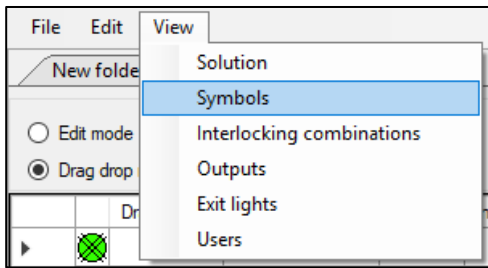 File Edit View
New folde
Solution
Symbols
Edit mode
Interlocking combinations
Drag drop
Outputs
Exit lights
Dr
Users